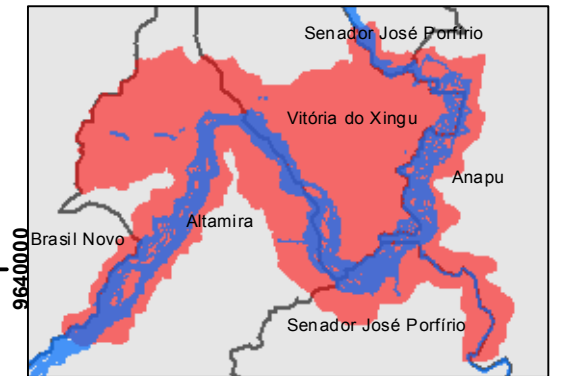 Senador José Porfírio
Vitória do Xingu
Anapu
Altamira
Brasil Novo
9640000
Senador José Porfírio